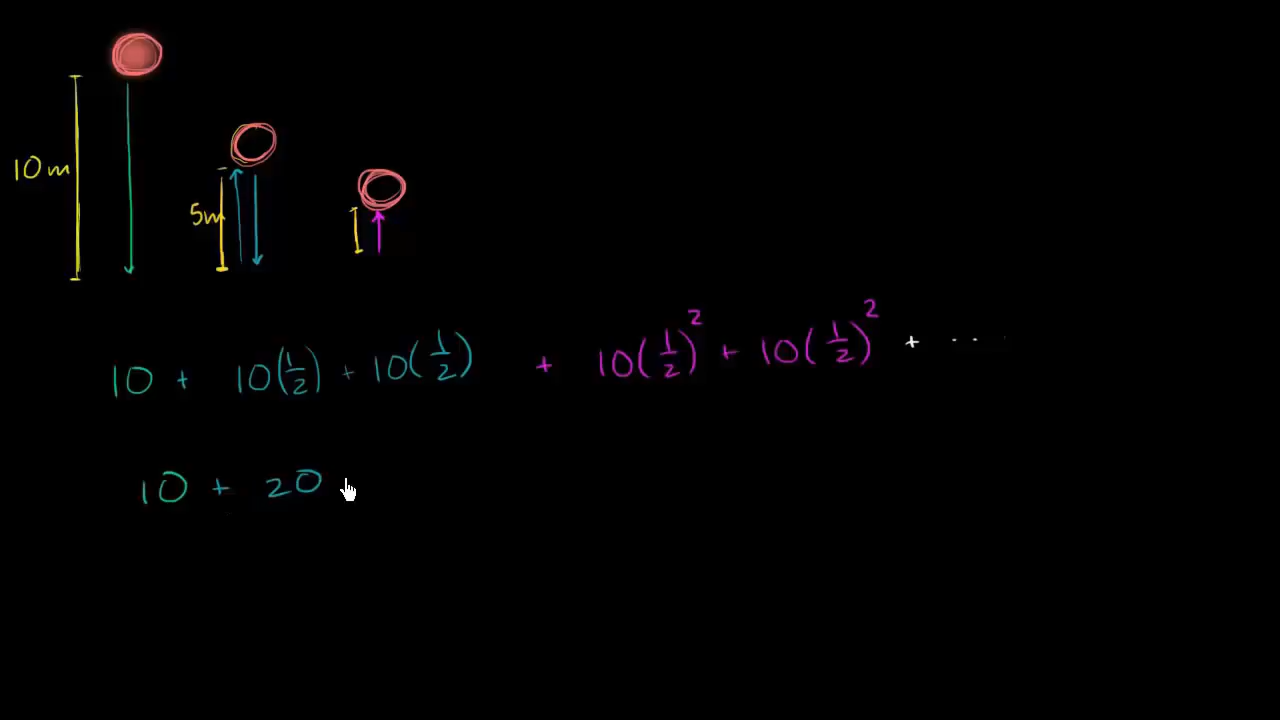 10m
5m
10 + 10(1/2) + 10(1/2) + 10(1/2)² + 10(1/2)² + ...
10 + 20